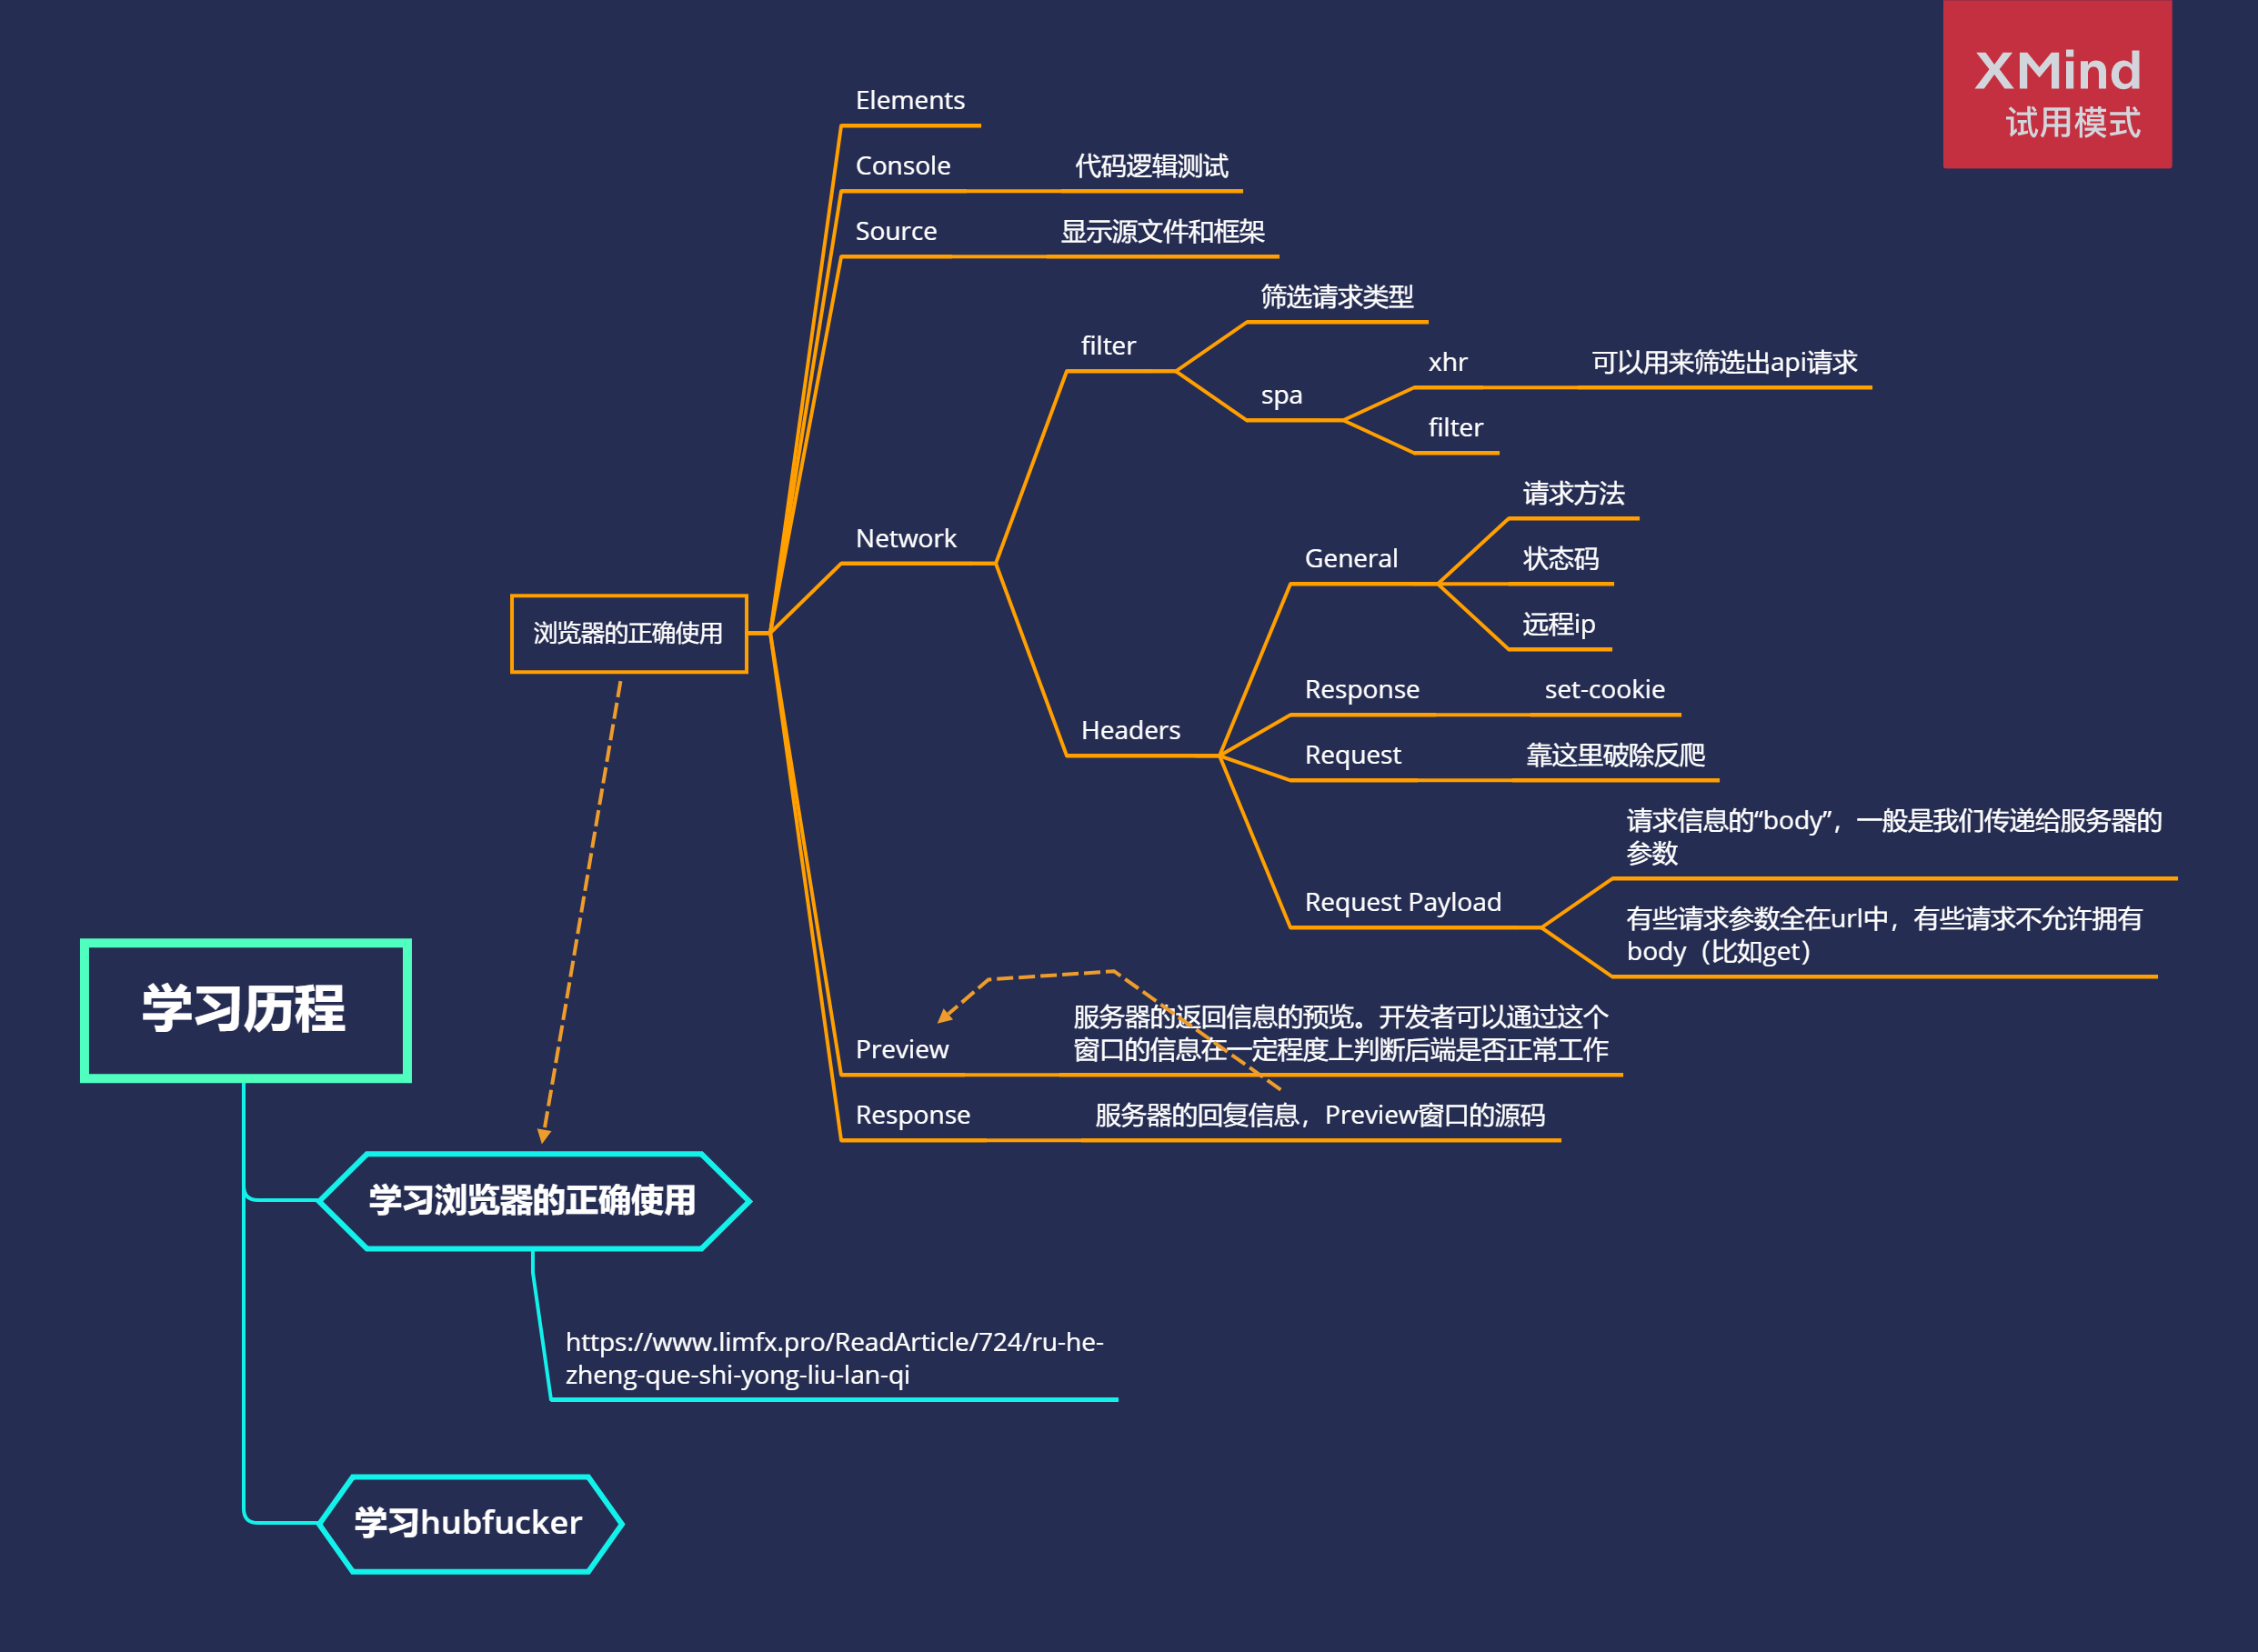 XMind
试用模式
Elements
Console
代码逻辑测试
Source
显示源文件和框架
筛选请求类型
filter
xhr
可以用来筛选出api请求
spa
filter
请求方法
Network
General
状态码
远程ip
浏览器的正确使用
Response
set-cookie
Headers
Request
靠这里破除反爬
请求信息的“body”，一般是我们传递给服务器的
参数
Request Payload
有些请求参数全在url中，有些请求不允许拥有
body（比如get）
学习历程
服务器的返回信息的预览。开发者可以通过这个
窗口的信息在一定程度上判断后端是否正常工作
Preview
Response
服务器的回复信息，Preview窗口的源码
学习浏览器的正确使用
https://www.limfx.pro/ReadArticle/724/ru-he-
zheng-que-shi-yong-liu-lan-qi
学习hubfucker